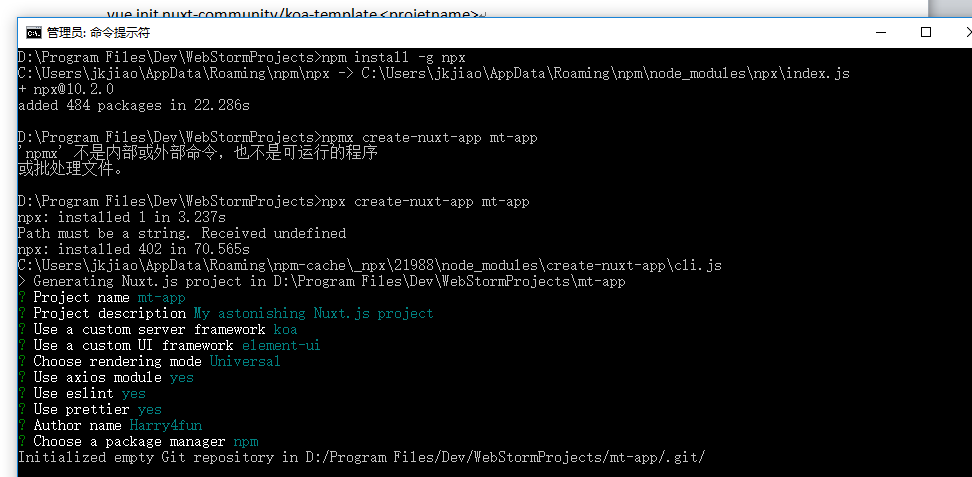 vue init nuxt-community/koa-template <projetname>
管理员: 命令提示符
D:\Program Files\Dev\WebStormProjects>npm install -g npx
C:\Users\jkjiao\AppData\Roaming\npm\npx -> C:\Users\jkjiao\AppData\Roaming\npm\node_modules\npx\index.js
+ npx@10.2.0
added 484 packages in 22.286s
D:\Program Files\Dev\WebStormProjects>npmx create-nuxt-app mt-app
'npmx' 不是内部或外部命令，也不是可运行的程序
或批处理文件。
D:\Program Files\Dev\WebStormProjects>npx create-nuxt-app mt-app
npx: installed 1 in 3.237s
Path must be a string. Received undefined
npx: installed 402 in 70.565s
C:\Users\jkjiao\AppData\Roaming\npm-cache\_npx\21988\node_modules\create-nuxt-app\cli.js
> Generating Nuxt.js project in D:\Program Files\Dev\WebStormProjects\mt-app
? Project name mt-app
? Project description My astonishing Nuxt.js project
? Use a custom server framework koa
? Use a custom UI framework element-ui
? Choose rendering mode Universal
? Use axios module yes
? Use eslint yes
? Use prettier yes
? Author name Harry4fun
? Choose a package manager npm
Initialized empty Git repository in D:/Program Files/Dev/WebStormProjects/mt-app/.git/